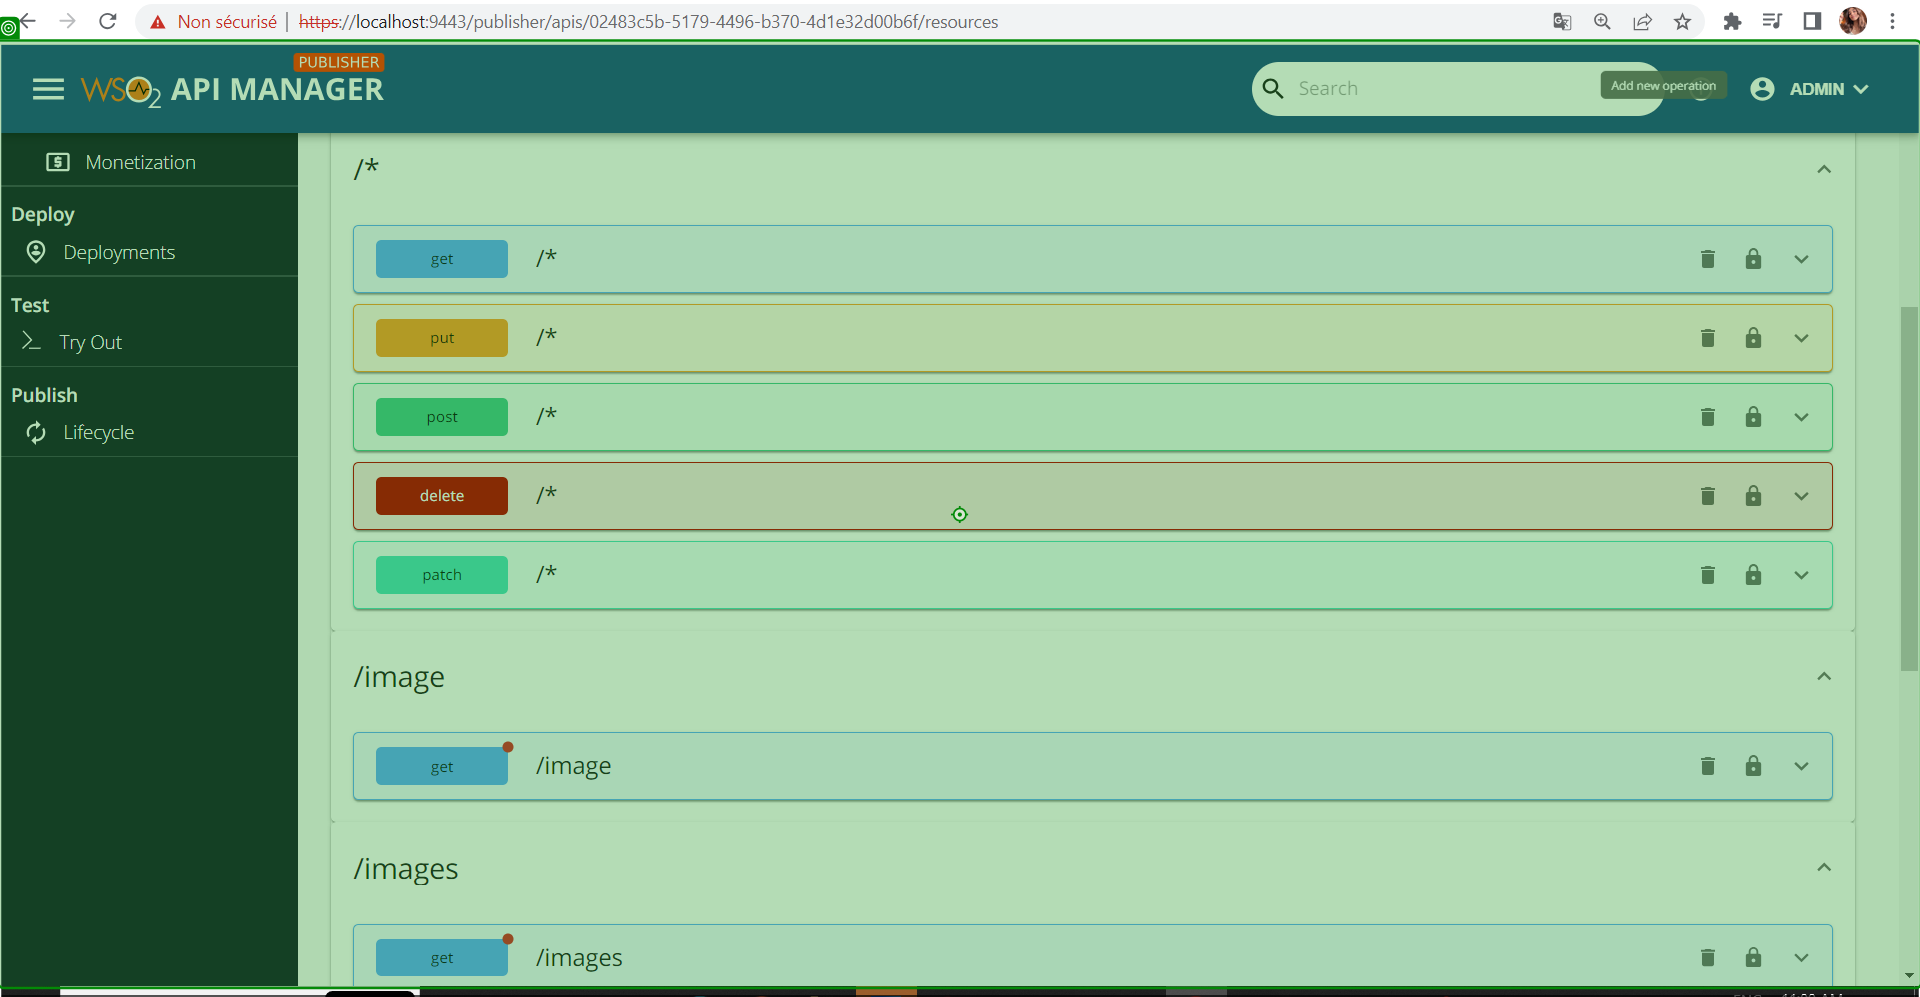 Non sécurisé | https://localhost:9443/publisher/apis/02483c5b-5179-4496-b370-4d1e32d00b6f/resources
PUBLISHER
WSO2 API MANAGER
Search
Add new operation
ADMIN
Monetization
Deploy
Deployments
Test
Try Out
Publish
Lifecycle
/*
get /*
put /*
post /*
delete /*
patch /*
/image
get /image
/images
get /images